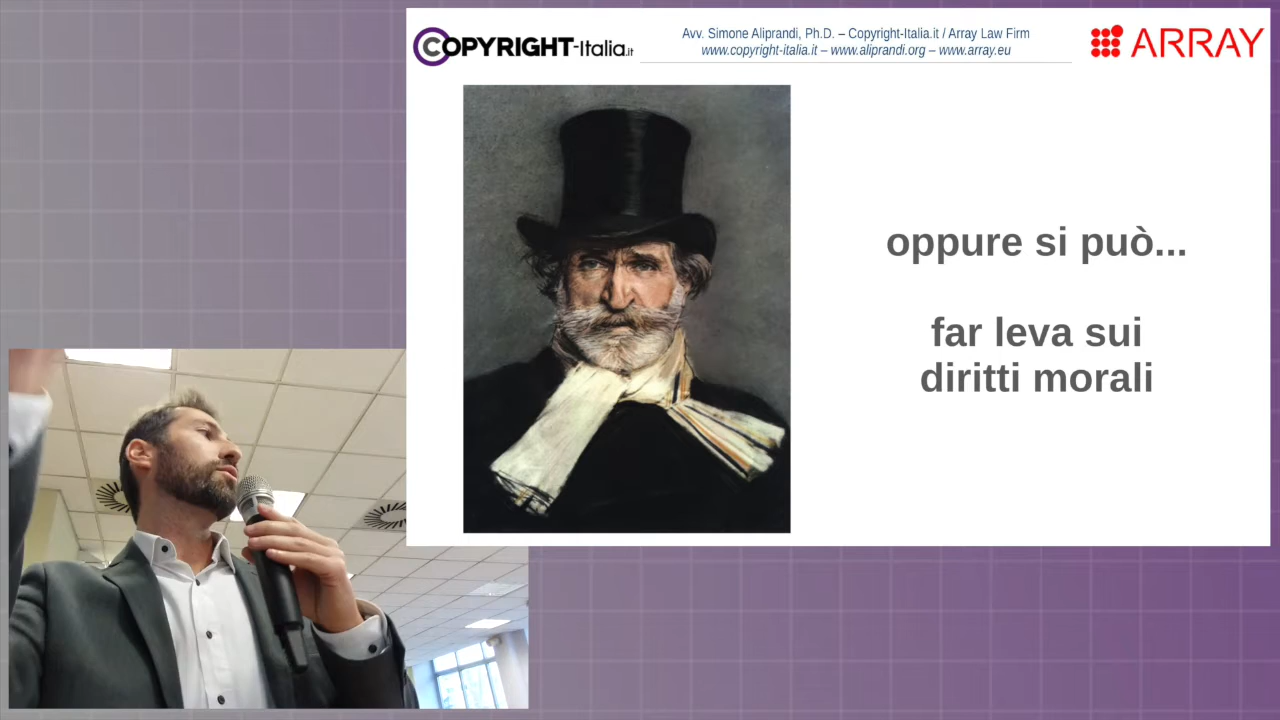 COPYRIGHT-Italia.it
Avv. Simone Aliprandi, Ph.D. – Copyright-Italia.it / Array Law Firm
www.copyright-italia.it – www.aliprandi.org – www.array.eu
ARRAY
oppure si può...
far leva sui
diritti morali